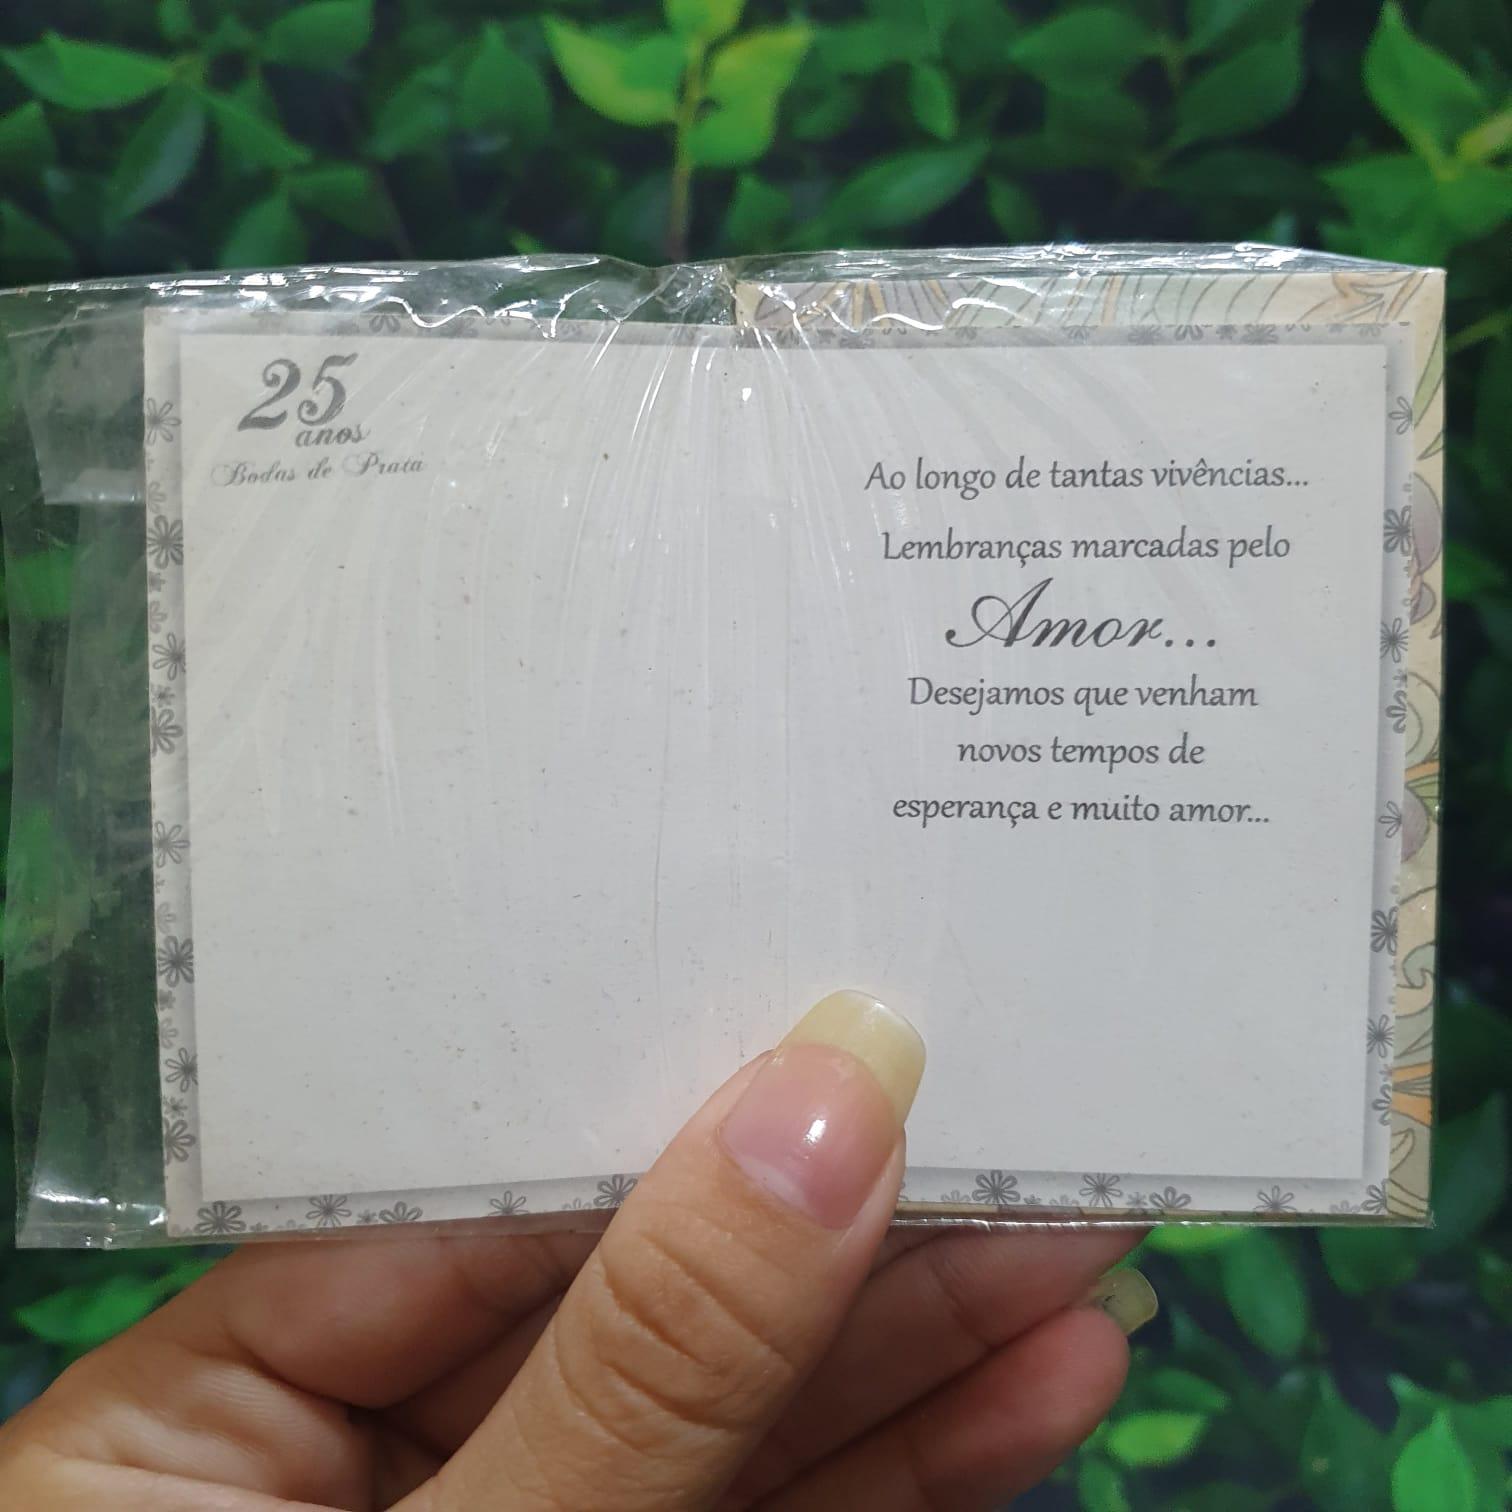 25
anos
Bodas de Prata
Ao longo de tantas vivências...
Lembranças marcadas pelo
Amor...
Desejamos que venham
novos tempos de
esperança e muito amor...